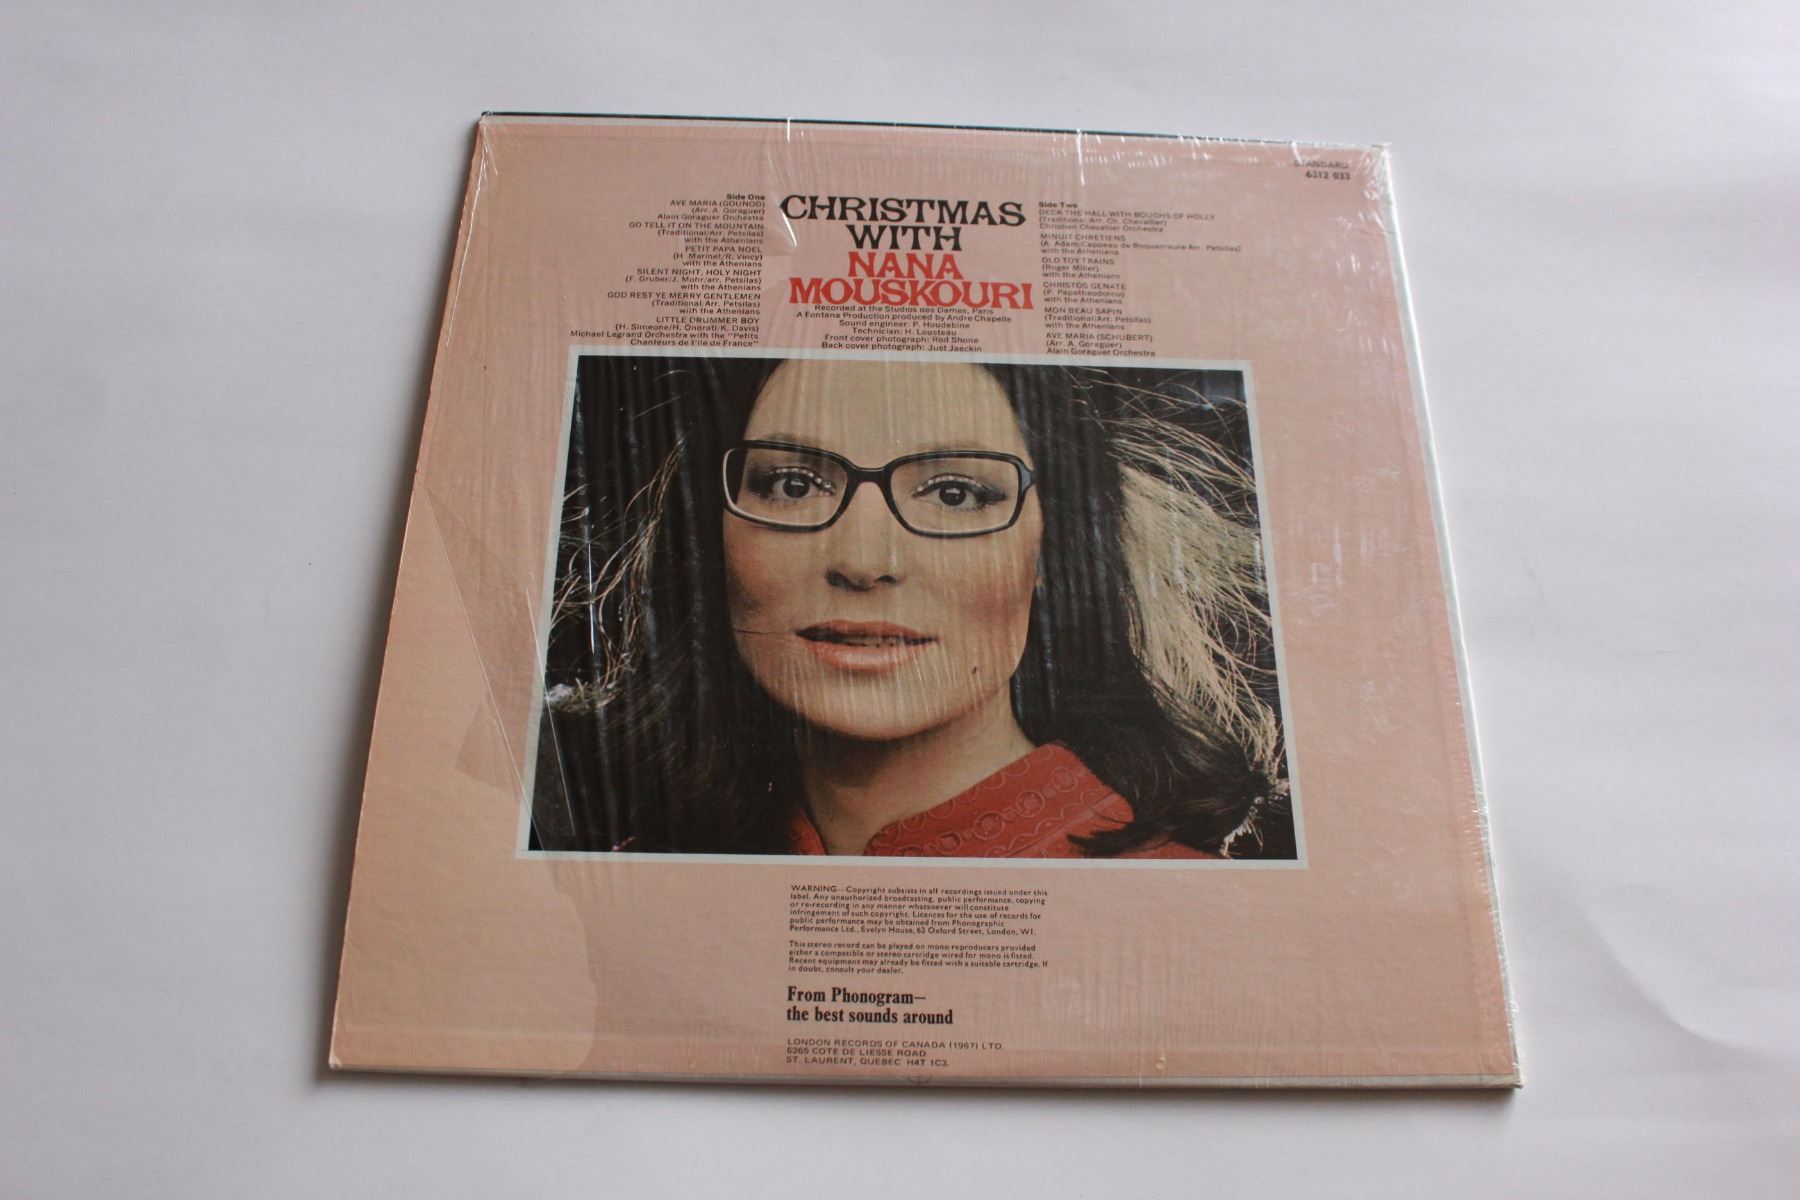 STANDARD
6312 033
CHRISTMAS
WITH
NANA
MOUSKOURI
Recorded at the Studios des Dames, Paris
A Fontana Production produced by Andre Chapelle
Sound engineer: P. Houdebine
Technician: H. Lousteau
Front cover photograph: Rod Shone
Back cover photograph: Just Jaeckin
Side One
AVE MARIA (GOUNOD)
(Arr. A. Goraguer)
Alain Goraguer Orchestra
GO TELL IT ON THE MOUNTAIN
(Traditional/Arr. Petsilas)
with the Athenians
PETIT PAPA NOEL
(H. Marinet/R. Vincy)
with the Athenians
SILENT NIGHT, HOLY NIGHT
(F. Gruber/J. Mohr/arr. Petsilas)
with the Athenians
GOD REST YE MERRY GENTLEMEN
(Traditional/Arr. Petsilas)
with the Athenians
LITTLE DRUMMER BOY
(H. Simeone/H. Onorati/K. Davis)
Michael Legrand Orchestra with the "Petits
Chanteurs de l'Ile de France"
Side Two
DECK THE HALL WITH BOUGHS OF HOLLY
(Traditional/Arr. Ch. Chevallier)
Christian Chevallier Orchestra
MINUIT CHRETIENS
(A. Adam/Cappeau de Roquemaure Arr. Petsilas)
with the Athenians
OLD TOY TRAINS
(Roger Miller)
with the Athenians
CHRISTOS GENATE
(P. Papatheodorou)
with the Athenians
MON BEAU SAPIN
(Traditional/Arr. Petsilas)
with the Athenians
AVE MARIA (SCHUBERT)
(Arr. A. Goraguer)
Alain Goraguer Orchestra
WARNING—Copyright subsists in all recordings issued under this
label. Any unauthorized broadcasting, public performance, copying
or re-recording in any manner whatsoever will constitute
infringement of such copyright. Licences for the use of records for
public performance may be obtained from Phonographic
Performance Ltd., Evelyn House, 62 Oxford Street, London, W1.
This stereo record can be played on mono reproducers provided
either a compatible or stereo cartridge wired for mono is fitted.
Recent equipment may already be fitted with a suitable cartridge. If
in doubt, consult your dealer.
From Phonogram—
the best sounds around
LONDON RECORDS OF CANADA (1967) LTD.
6265 COTE DE LIESSE ROAD
ST. LAURENT, QUEBEC H4T 1C3.